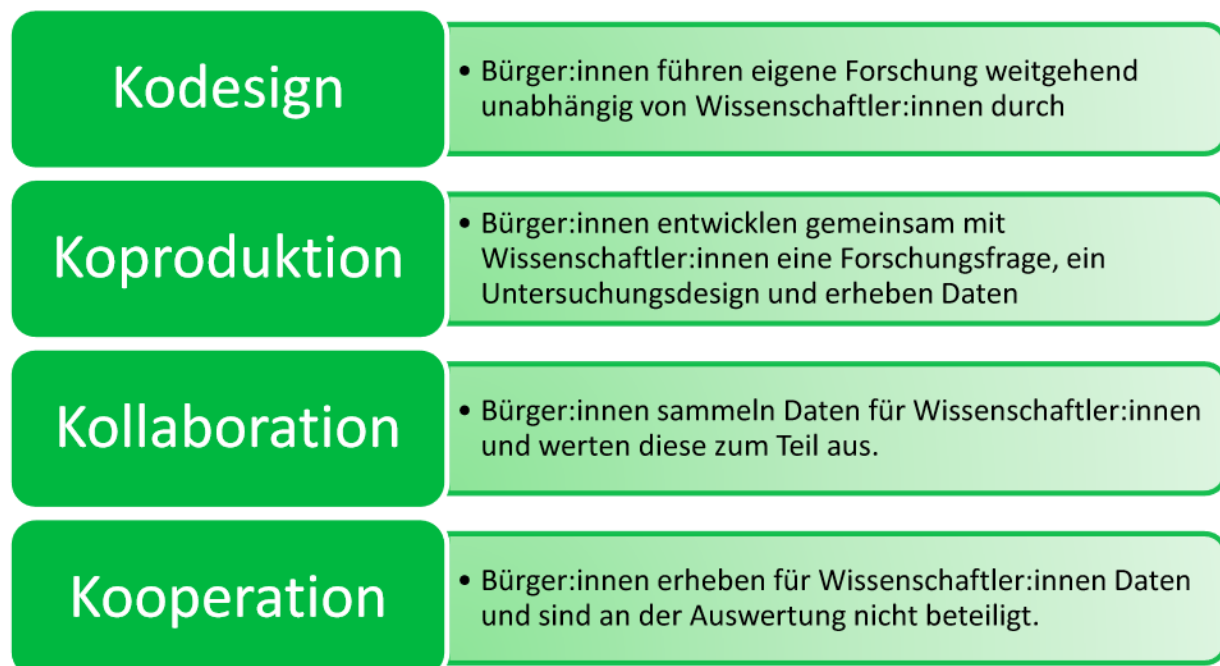 Kodesign
• Bürger:innen führen eigene Forschung weitgehend
unabhängig von Wissenschaftler:innen durch
Koproduktion
• Bürger:innen entwicklen gemeinsam mit
Wissenschaftler:innen eine Forschungsfrage, ein
Untersuchungsdesign und erheben Daten
Kollaboration
• Bürger:innen sammeln Daten für Wissenschaftler:innen
und werten diese zum Teil aus.
Kooperation
• Bürger:innen erheben für Wissenschaftler:innen Daten
und sind an der Auswertung nicht beteiligt.